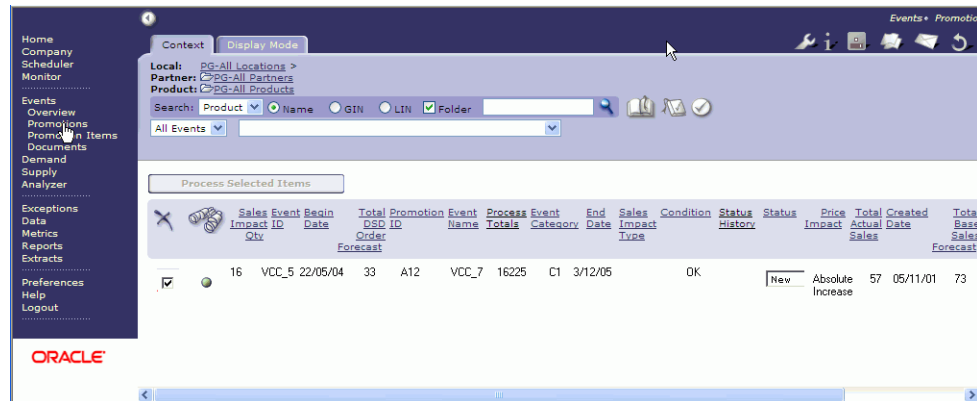 Events• Promotio
Home
Company
Scheduler
Monitor
Events
Overview
Promotions
Promotion Items
Documents
Demand
Supply
Analyzer
Exceptions
Data
Metrics
Reports
Extracts
Preferences
Help
Logout
ORACLE
Context Display Mode
Local: PG-All Locations >
Partner: PG-All Partners
Product: PG-All Products
Search: Product Name GIN LIN Folder
All Events
Process Selected Items
Sales Impact Qty Event ID Begin Date Total DSD Order Forecast Promotion ID Event Name Process Totals Event Category End Date Sales Impact Type Condition Status History Status Price Impact Total Actual Sales Created Date Tota Base Sales Forecast
16 VCC_5 22/05/04 33 A12 VCC_7 16225 C1 3/12/05 OK New Absolute Increase 57 05/11/01 73